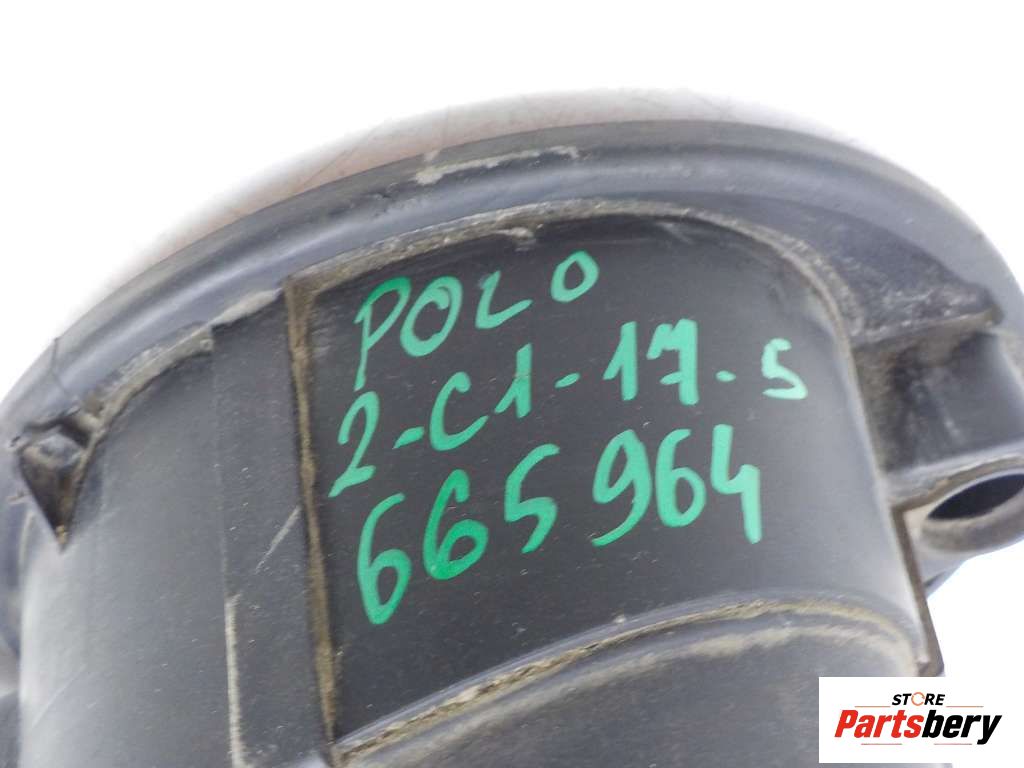 POLO
2-C1-17-5
665964
STORE
Partsbery